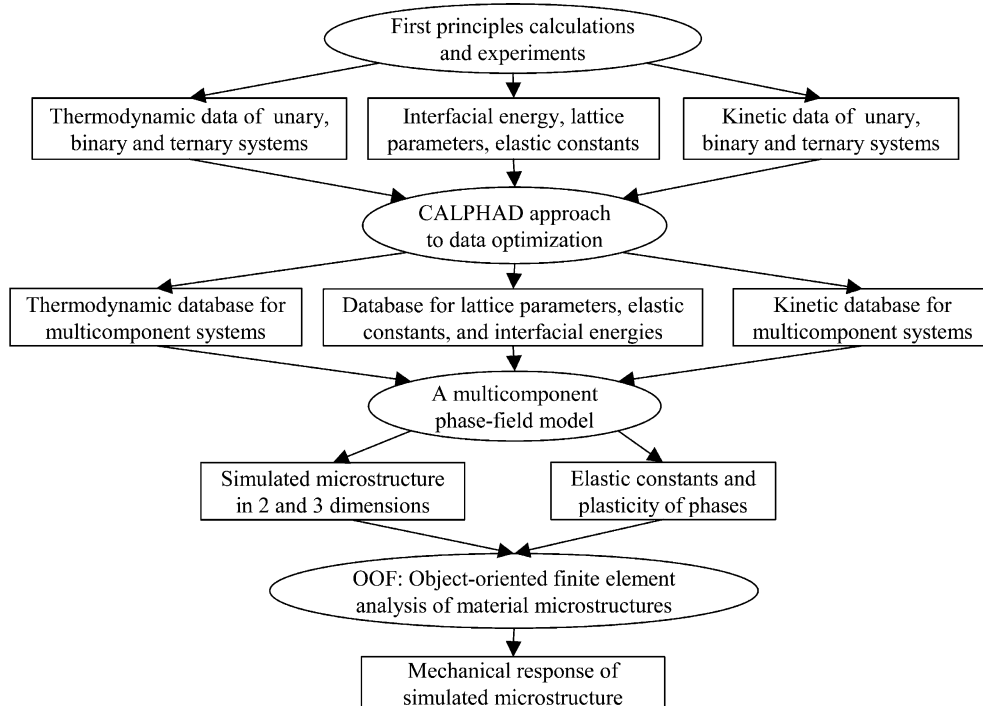 First principles calculations
and experiments
Thermodynamic data of unary,
binary and ternary systems
Interfacial energy, lattice
parameters, elastic constants
Kinetic data of unary,
binary and ternary systems
CALPHAD approach
to data optimization
Thermodynamic database for
multicomponent systems
Database for lattice parameters, elastic
constants, and interfacial energies
Kinetic database for
multicomponent systems
A multicomponent
phase-field model
Simulated microstructure
in 2 and 3 dimensions
Elastic constants and
plasticity of phases
OOF: Object-oriented finite element
analysis of material microstructures
Mechanical response of
simulated microstructure